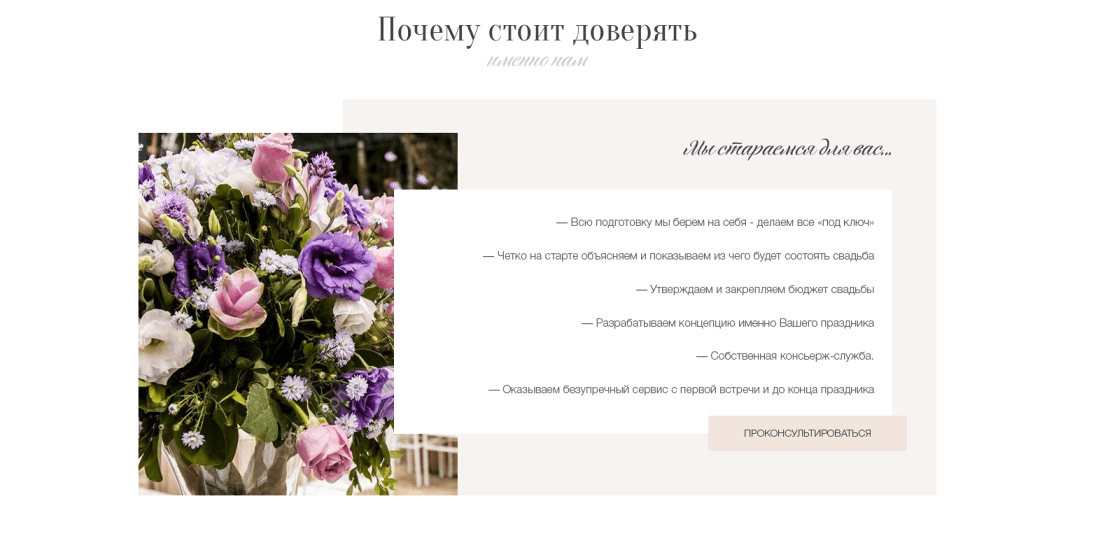 Почему стоит доверять
именно нам
Мы стараемся для вас...
— Всю подготовку мы берем на себя - делаем все «под ключ»
— Четко на старте объясняем и показываем из чего будет состоять свадьба
— Утверждаем и закрепляем бюджет свадьбы
— Разрабатываем концепцию именно Вашего праздника
— Собственная консьерж-служба.
— Оказываем безупречный сервис с первой встречи и до конца праздника
ПРОКОНСУЛЬТИРОВАТЬСЯ